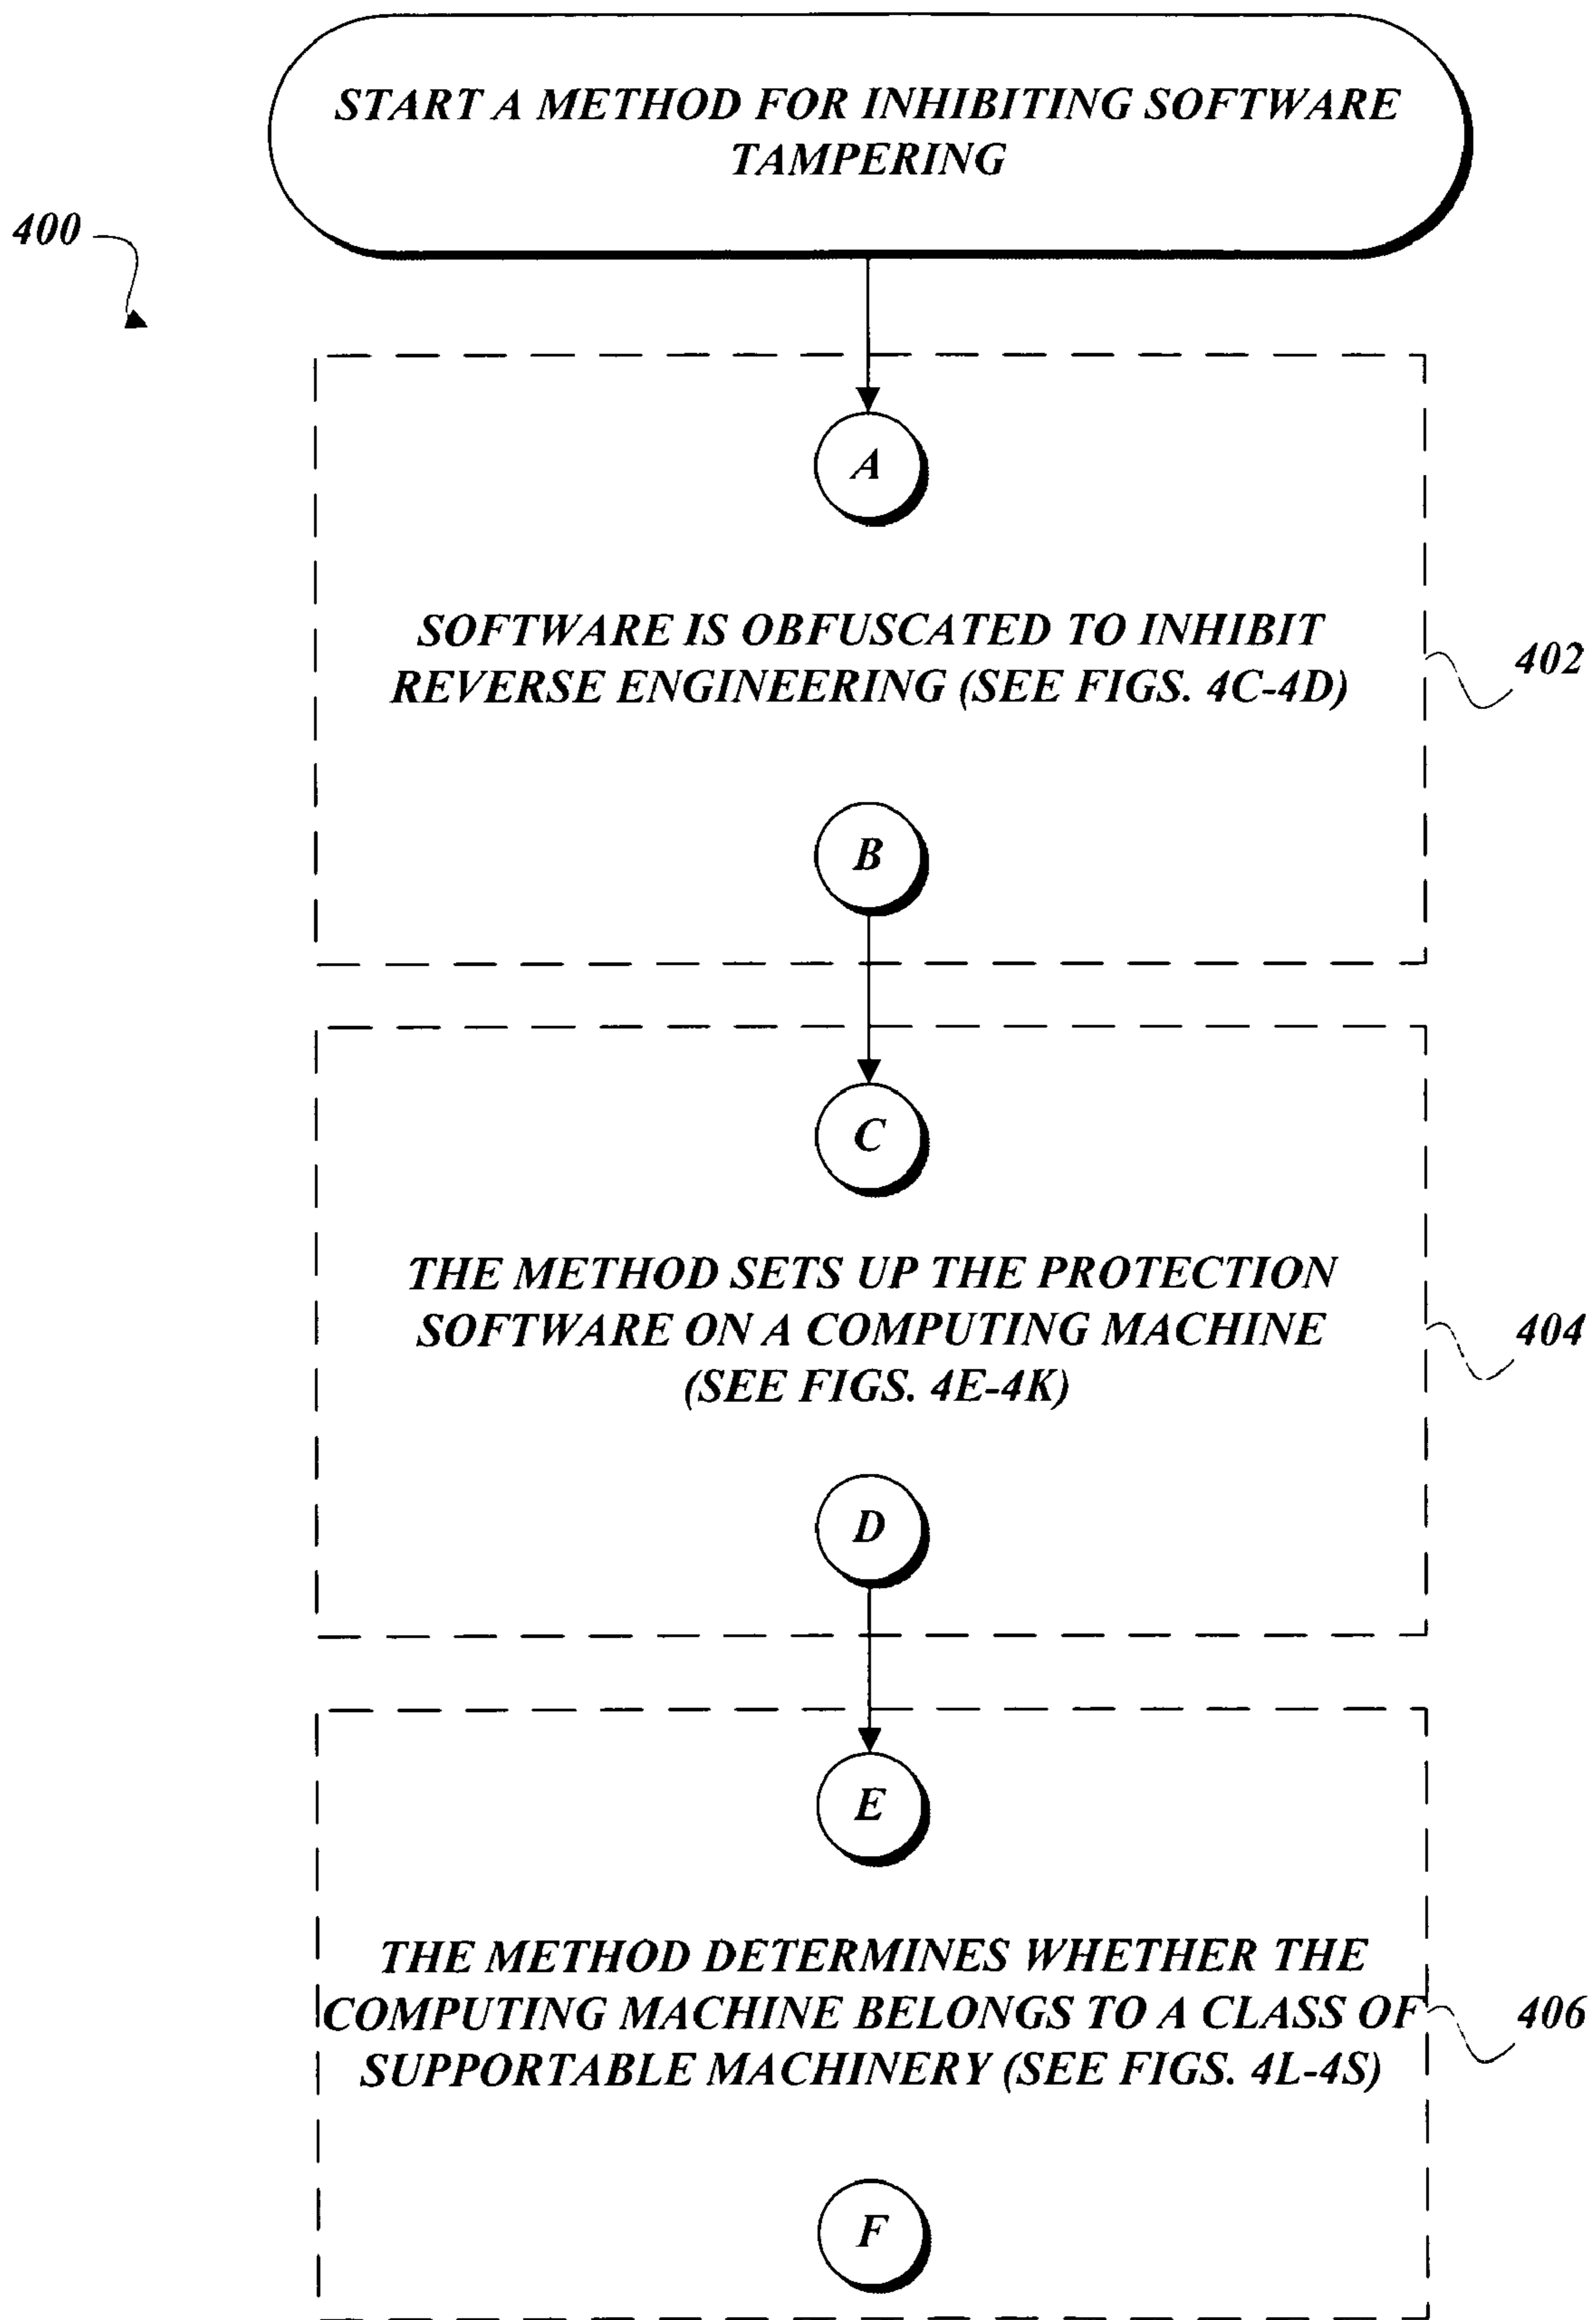 START A METHOD FOR INHIBITING SOFTWARE
TAMPERING
400
A
SOFTWARE IS OBFUSCATED TO INHIBIT
REVERSE ENGINEERING (SEE FIGS. 4C-4D)
402
B
C
THE METHOD SETS UP THE PROTECTION
SOFTWARE ON A COMPUTING MACHINE
(SEE FIGS. 4E-4K)
404
D
E
THE METHOD DETERMINES WHETHER THE
COMPUTING MACHINE BELONGS TO A CLASS OF
SUPPORTABLE MACHINERY (SEE FIGS. 4L-4S)
406
F